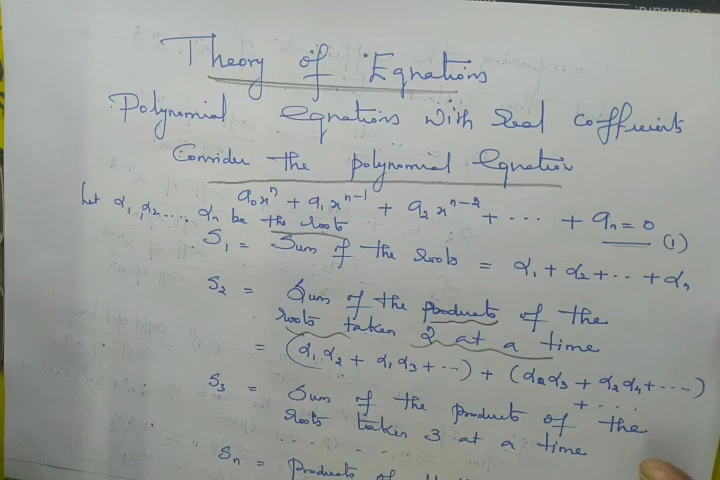 Theory of Equations
Polynomial equations with real cofficients
Consider the polynomial equation
a₀xⁿ + a₁xⁿ⁻¹ + a₂xⁿ⁻² + ... + aₙ = 0 (1)
Let α₁, α₂, .... αₙ be the roots
S₁ = Sum of the roots = α₁ + α₂ + ... + αₙ
S₂ = Sum of the products of the
roots taken 2 at a time
= (α₁α₂ + α₁α₃ + ...) + (α₂α₃ + α₂α₄ + ....)
+ ....
S₃ = Sum of the products of the
roots taken 3 at a time
.......
Sₙ = products of